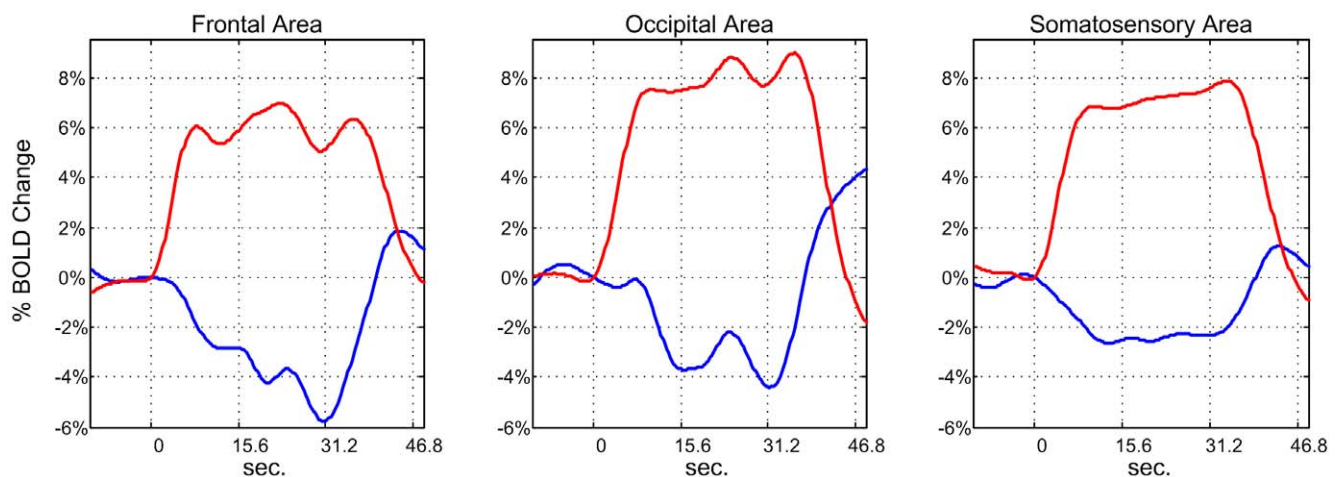 Frontal Area
Occipital Area
Somatosensory Area
% BOLD Change
8%
6%
4%
2%
0%
-2%
-4%
-6%
0 15.6 31.2 46.8
sec.
8%
6%
4%
2%
0%
-2%
-4%
-6%
0 15.6 31.2 46.8
sec.
8%
6%
4%
2%
0%
-2%
-4%
-6%
0 15.6 31.2 46.8
sec.